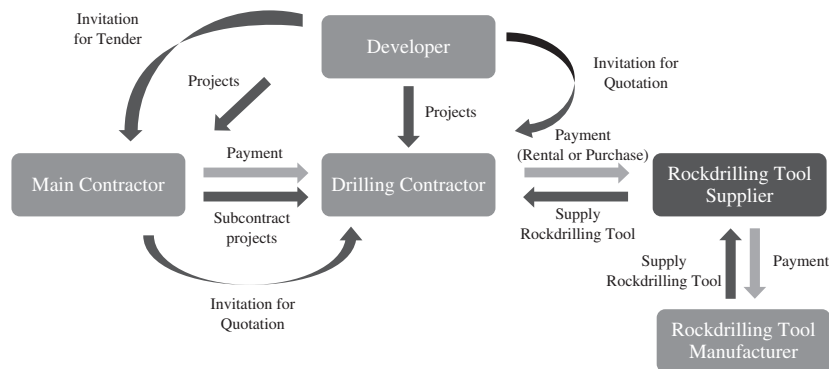 Invitation
for Tender
Developer
Invitation for
Quotation
Projects
Projects
Main Contractor
Payment
Drilling Contractor
Payment
(Rental or Purchase)
Rockdrilling Tool
Supplier
Subcontract
projects
Supply
Rockdrilling Tool
Supply
Rockdrilling Tool
Payment
Invitation for
Quotation
Rockdrilling Tool
Manufacturer